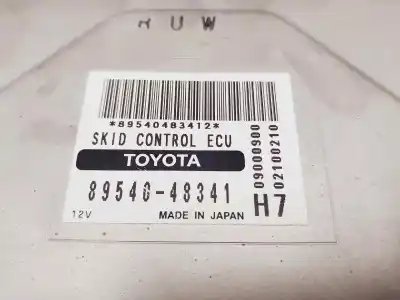 RUW
*89540483412*
SKID CONTROL ECU
TOYOTA
89540-48341
12V MADE IN JAPAN H7
09000900
02100210